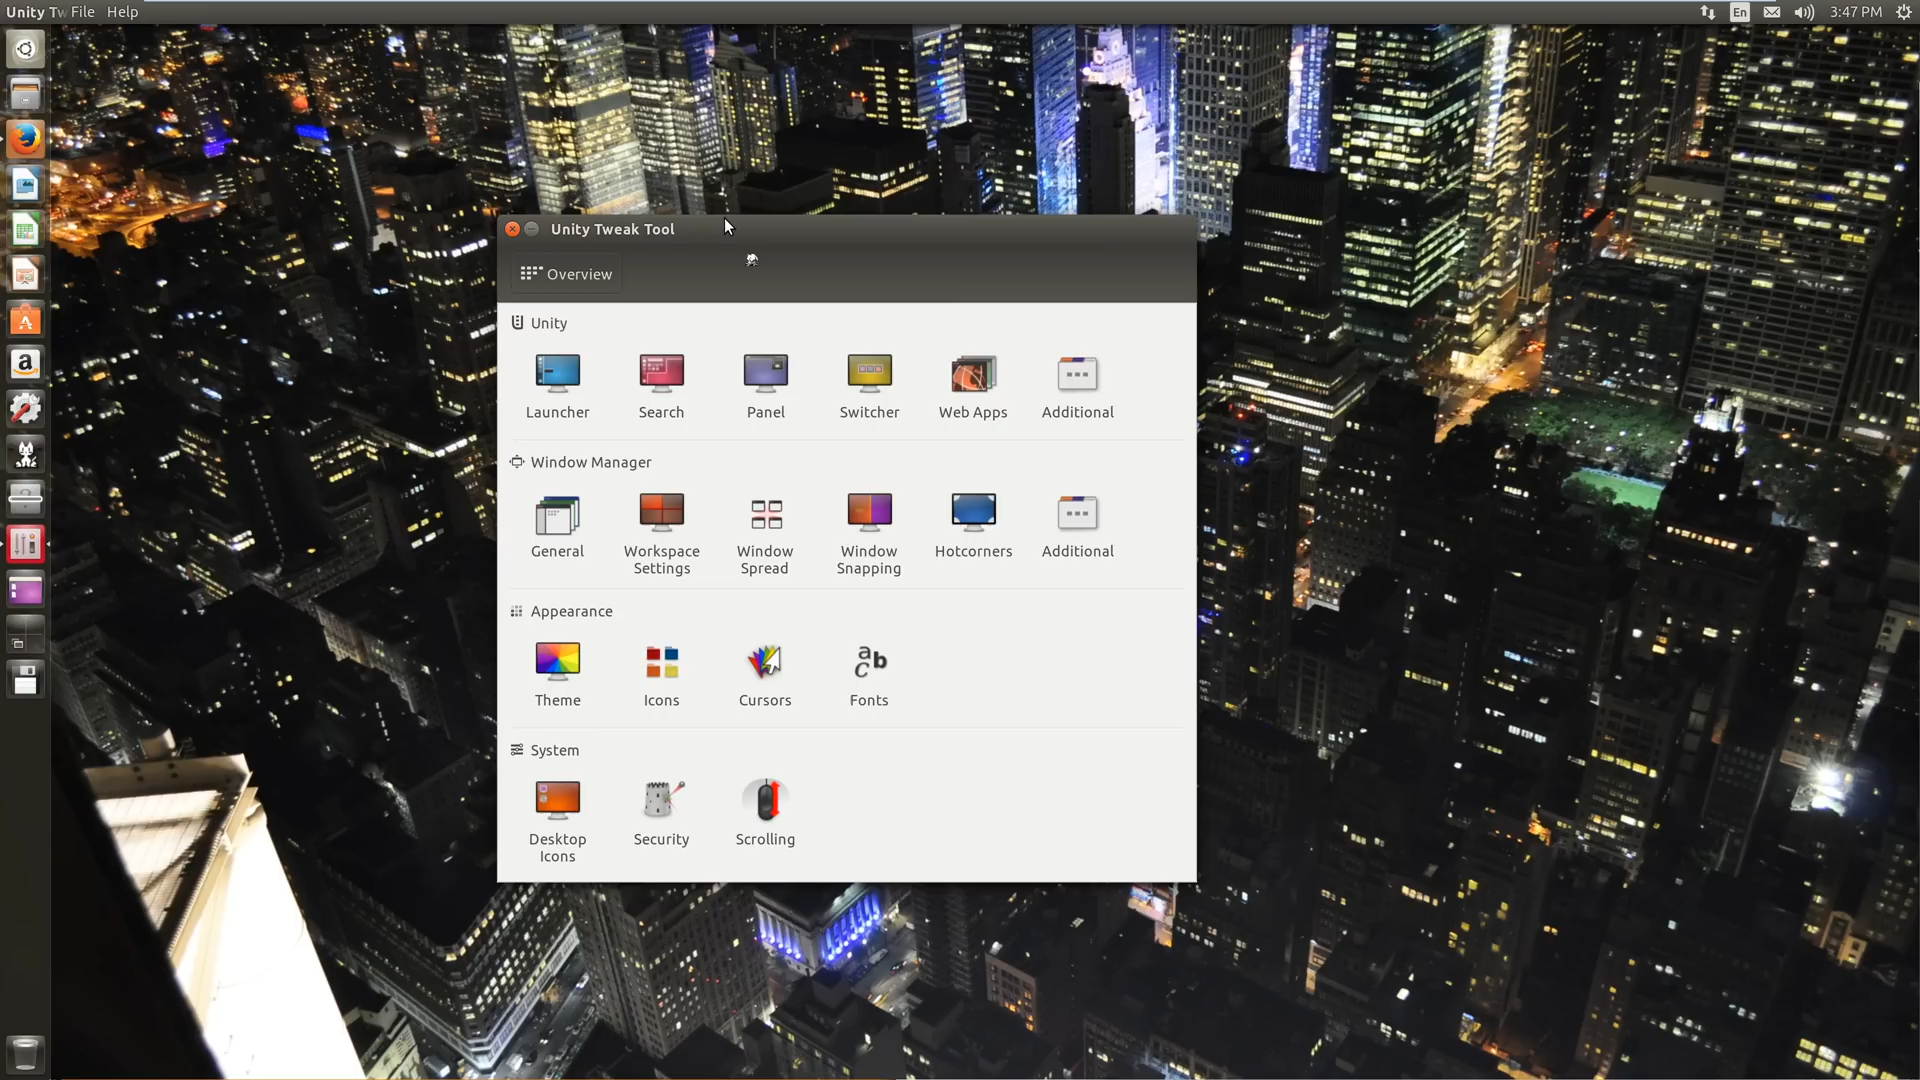 Unity Tw File Help
En 3:47 PM
Unity Tweak Tool
Overview
Unity
Launcher Search Panel Switcher Web Apps Additional
Window Manager
General Workspace Settings Window Spread Window Snapping Hotcorners Additional
Appearance
Theme Icons Cursors Fonts
System
Desktop Icons Security Scrolling